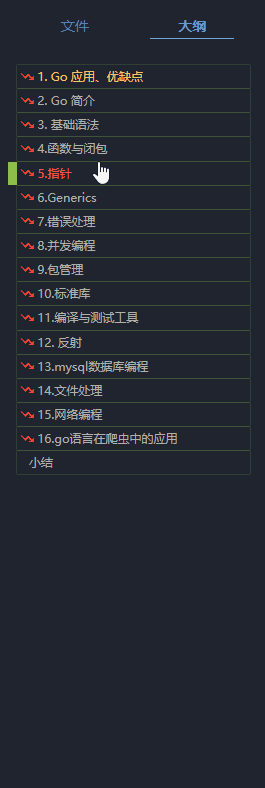 文件 大纲
1. Go 应用、优缺点
2. Go 简介
3. 基础语法
4.函数与闭包
5.指针
6.Generics
7.错误处理
8.并发编程
9.包管理
10.标准库
11.编译与测试工具
12. 反射
13.mysql数据库编程
14.文件处理
15.网络编程
16.go语言在爬虫中的应用
小结